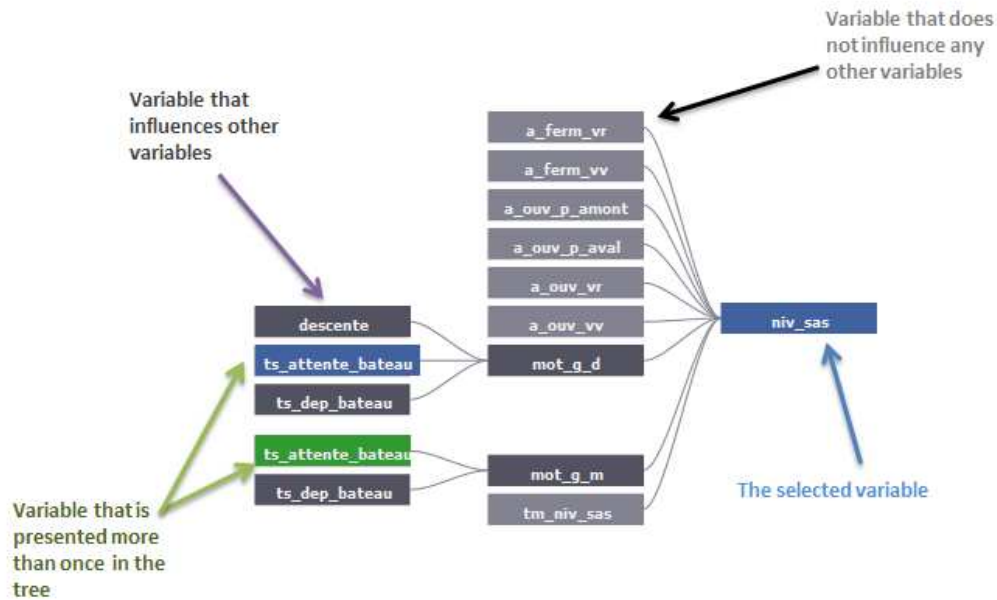 Variable that does
not influence any
other variables
Variable that
influences other
variables
a_ferm_vr
a_ferm_vv
a_ouv_p_amont
a_ouv_p_aval
a_ouv_vr
a_ouv_vv
mot_g_d
mot_g_m
tm_niv_sas
descente
ts_attente_bateau
ts_dep_bateau
ts_attente_bateau
ts_dep_bateau
niv_sas
The selected variable
Variable that is
presented more
than once in the
tree